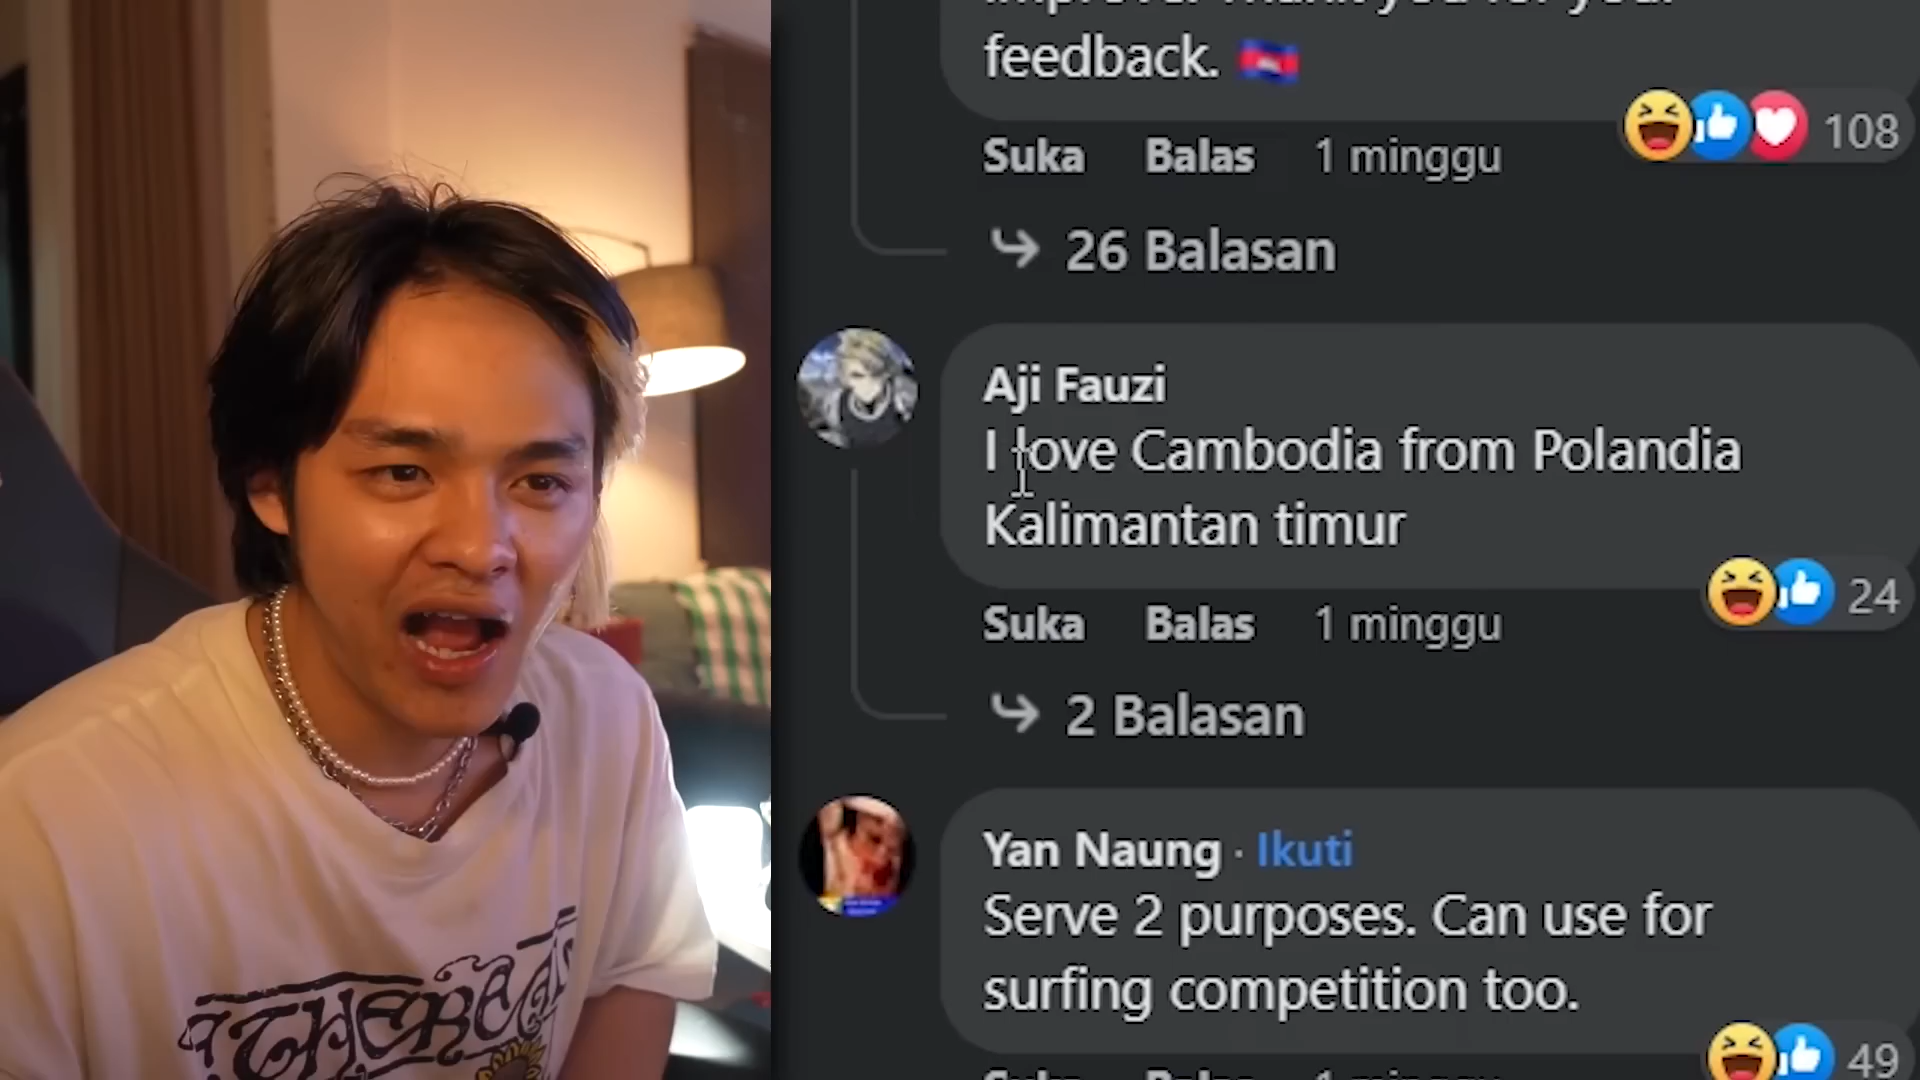 feedback. 🇰🇭
108
Suka Balas 1 minggu
26 Balasan
Aji Fauzi
I love Cambodia from Polandia
Kalimantan timur
24
Suka Balas 1 minggu
2 Balasan
Yan Naung · Ikuti
Serve 2 purposes. Can use for
surfing competition too.
49